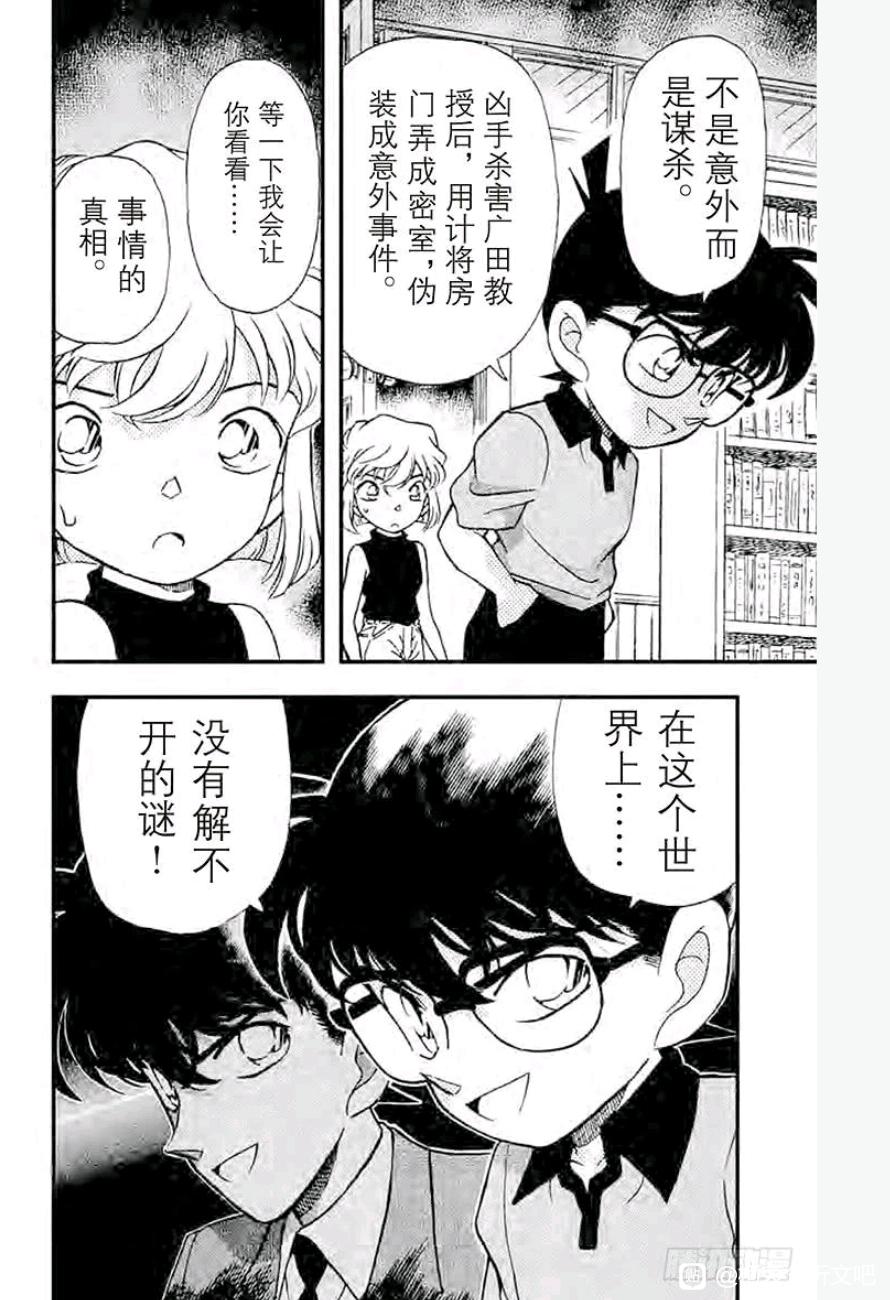 不是意外而
是谋杀。
凶手杀害广田教
授后，用计将房
门弄成密室，伪
装成意外事件。
等一下我会让
你看看……
事情的
真相。
在这个世
界上……
没有解不
开的谜！